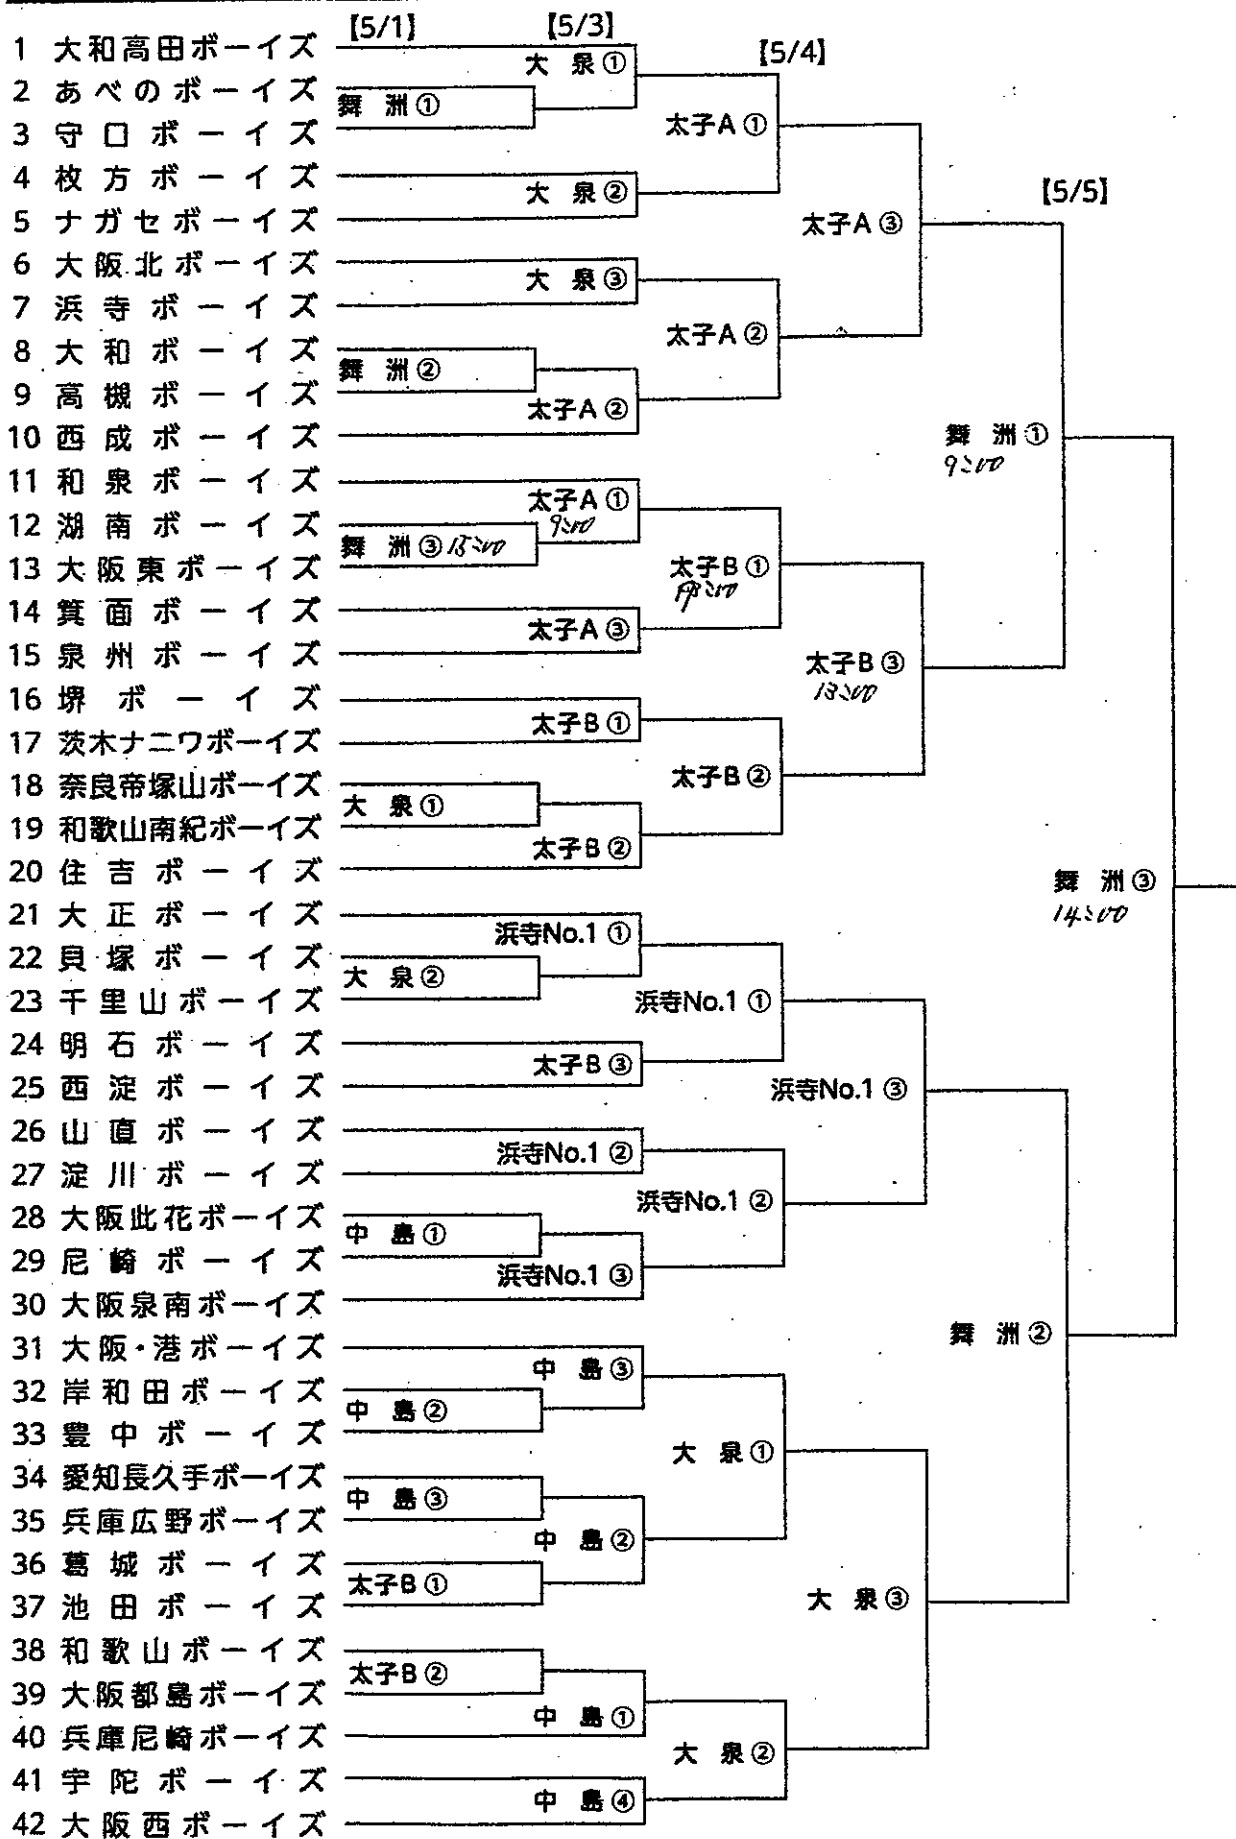 【5/1】 【5/3】
1 大和高田ボーイズ
大泉①
【5/4】
2 あべのボーイズ
舞洲①
3 守口ボーイズ
太子A①
4 枚方ボーイズ
大泉②
【5/5】
5 ナガセボーイズ
太子A③
6 大阪北ボーイズ
大泉③
7 浜寺ボーイズ
太子A②
8 大和ボーイズ
舞洲②
9 高槻ボーイズ
太子A②
10 西成ボーイズ
舞洲①
9:00
11 和泉ボーイズ
太子A①
9:00
12 湖南ボーイズ
舞洲③
13 大阪東ボーイズ
太子B①
14 箕面ボーイズ
太子A③
15 泉州ボーイズ
太子B③
13:00
16 堺ボーイズ
太子B①
17 茨木ナニワボーイズ
太子B②
18 奈良帝塚山ボーイズ
大泉①
19 和歌山南紀ボーイズ
太子B②
20 住吉ボーイズ
舞洲③
14:00
21 大正ボーイズ
浜寺No.1①
22 貝塚ボーイズ
大泉②
23 千里山ボーイズ
浜寺No.1①
24 明石ボーイズ
太子B③
25 西淀ボーイズ
浜寺No.1③
26 山直ボーイズ
浜寺No.1②
27 淀川ボーイズ
浜寺No.1②
28 大阪此花ボーイズ
中島①
29 尼崎ボーイズ
浜寺No.1③
30 大阪泉南ボーイズ
舞洲②
31 大阪・港ボーイズ
中島③
32 岸和田ボーイズ
中島②
33 豊中ボーイズ
大泉①
34 愛知長久手ボーイズ
中島③
35 兵庫広野ボーイズ
中島②
36 葛城ボーイズ
太子B①
37 池田ボーイズ
大泉③
38 和歌山ボーイズ
太子B②
39 大阪都島ボーイズ
中島①
40 兵庫尼崎ボーイズ
大泉②
41 宇陀ボーイズ
中島④
42 大阪西ボーイズ